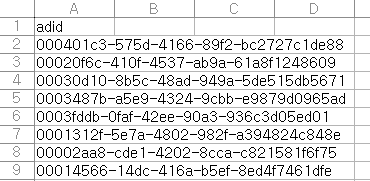 A B C D
1 adid
2 000401c3-575d-4166-89f2-bc2727c1de88
3 00020f6c-410f-4537-ab9a-61a8f1248609
4 00030d10-8b5c-48ad-949a-5de515db5671
5 0003487b-a5e9-4324-9cbb-e9879d0965ad
6 0003fddb-0faf-42ee-90a3-936c3d05ed01
7 0001312f-5e7a-4802-982f-a394824c848e
8 00002aa8-cde1-4202-8cca-c821581f6f75
9 00014566-14dc-416a-b5ef-8ed4f7461dfe